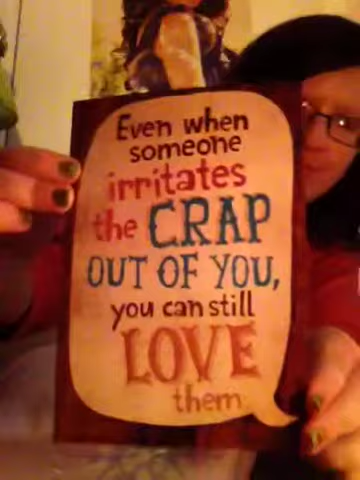 Even when
someone
irritates
the CRAP
OUT OF YOU,
you can still
LOVE
them